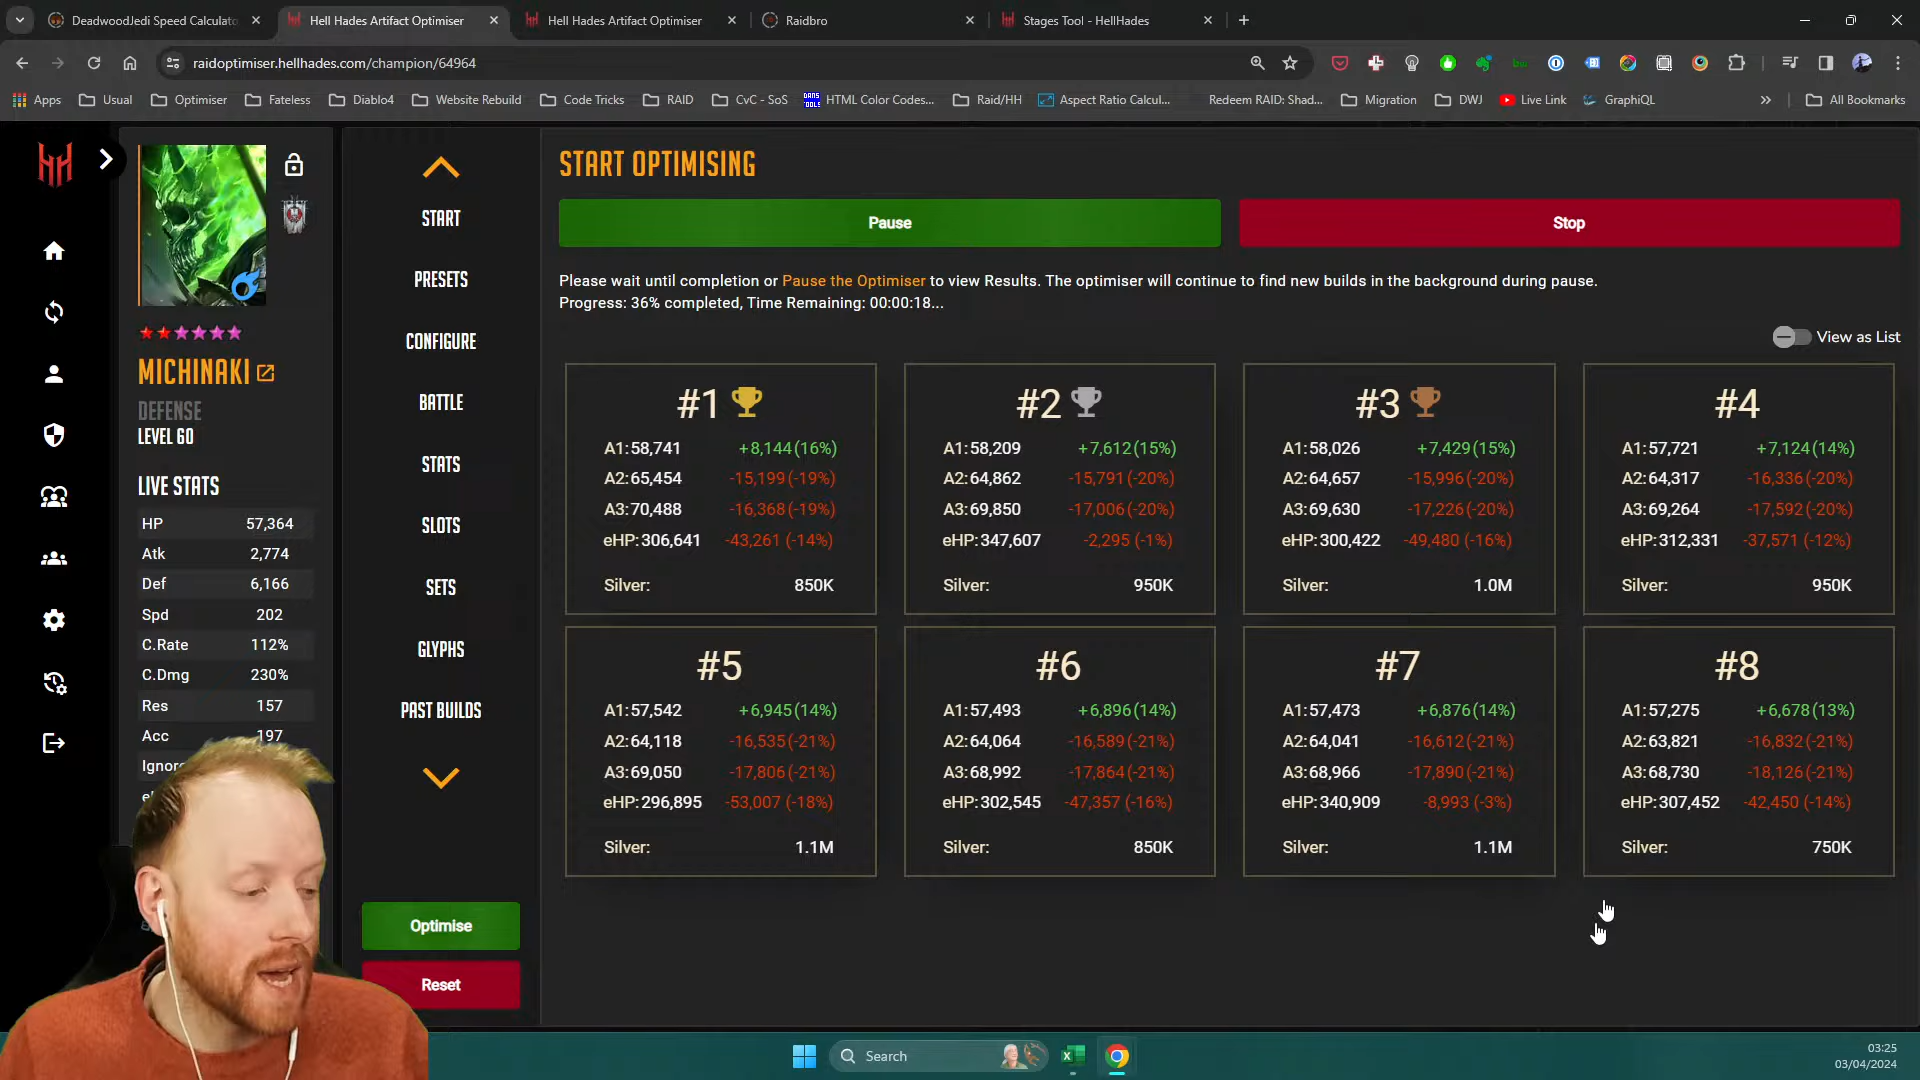 DeadwoodJedi Speed Calculato
Hell Hades Artifact Optimiser
Hell Hades Artifact Optimiser
Raidbro
Stages Tool - HellHades
raidoptimiser.hellhades.com/champion/64964
Apps
Usual
Optimiser
Fateless
Diablo4
Website Rebuild
Code Tricks
RAID
CvC - SoS
HTML Color Codes...
Raid/HH
Aspect Ratio Calcul...
Redeem RAID: Shad...
Migration
DWJ
Live Link
GraphiQL
All Bookmarks
MICHINAKI
DEFENSE
LEVEL 60
LIVE STATS
HP 57,364
Atk 2,774
Def 6,166
Spd 202
C.Rate 112%
C.Dmg 230%
Res 157
Acc 197
START
PRESETS
CONFIGURE
BATTLE
STATS
SLOTS
SETS
GLYPHS
PAST BUILDS
Optimise
Reset
START OPTIMISING
Pause
Stop
Please wait until completion or Pause the Optimiser to view Results. The optimiser will continue to find new builds in the background during pause.
Progress: 36% completed, Time Remaining: 00:00:18...
View as List
#1
A1:58,741 +8,144(16%)
A2:65,454 -15,199(-19%)
A3:70,488 -16,368(-19%)
eHP:306,641 -43,261 (-14%)
Silver: 850K
#2
A1:58,209 +7,612(15%)
A2:64,862 -15,791(-20%)
A3:69,850 -17,006(-20%)
eHP:347,607 -2,295 (-1%)
Silver: 950K
#3
A1:58,026 +7,429(15%)
A2:64,657 -15,996(-20%)
A3:69,630 -17,226(-20%)
eHP:300,422 -49,480 (-16%)
Silver: 1.0M
#4
A1:57,721 +7,124(14%)
A2:64,317 -16,336(-20%)
A3:69,264 -17,592(-20%)
eHP:312,331 -37,571 (-12%)
Silver: 950K
#5
A1:57,542 +6,945(14%)
A2:64,118 -16,535(-21%)
A3:69,050 -17,806(-21%)
eHP:296,895 -53,007 (-18%)
Silver: 1.1M
#6
A1:57,493 +6,896(14%)
A2:64,064 -16,589(-21%)
A3:68,992 -17,864(-21%)
eHP:302,545 -47,357 (-16%)
Silver: 850K
#7
A1:57,473 +6,876(14%)
A2:64,041 -16,612(-21%)
A3:68,966 -17,890(-21%)
eHP:340,909 -8,993 (-3%)
Silver: 1.1M
#8
A1:57,275 +6,678(13%)
A2:63,821 -16,832(-21%)
A3:68,730 -18,126(-21%)
eHP:307,452 -42,450 (-14%)
Silver: 750K
Search
03:25
03/04/2024